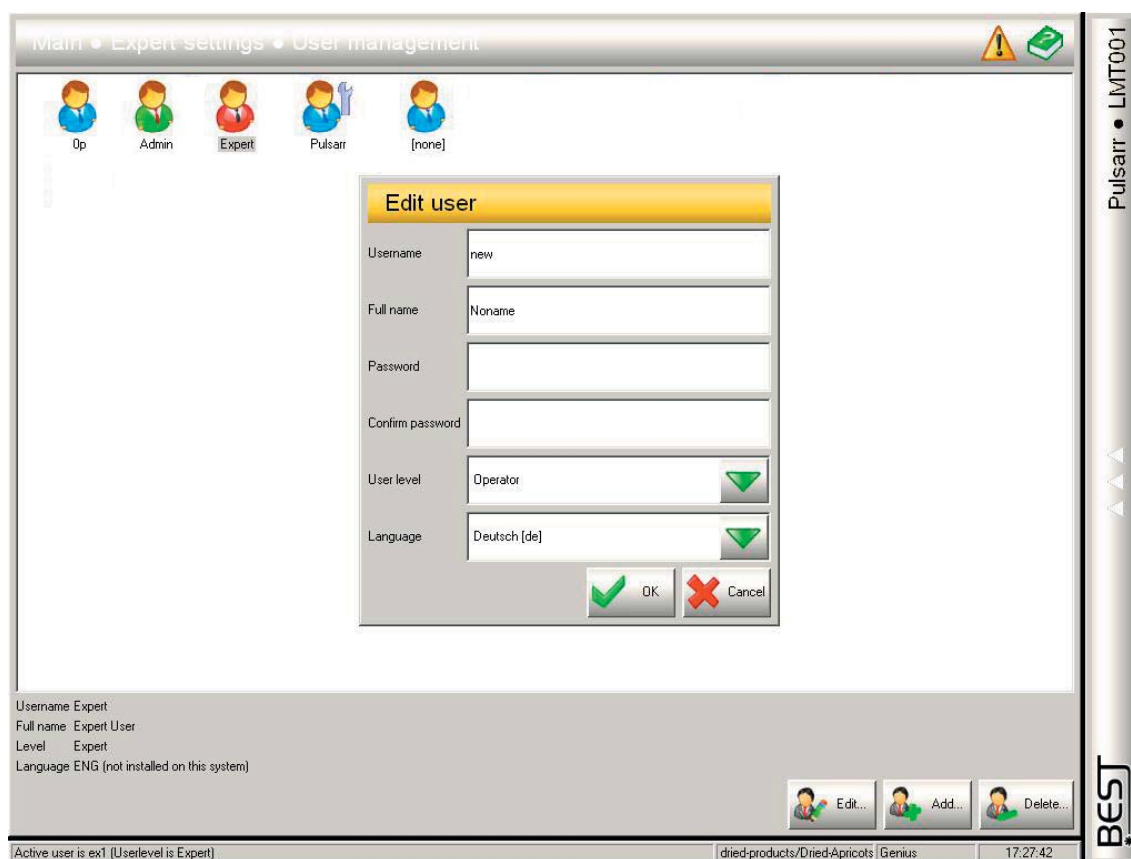 Main • Expert settings • User management
Op Admin Expert Pulsarr [none]
Edit user
Username new
Full name Noname
Password
Confirm password
User level Operator
Language Deutsch [de]
OK Cancel
Username Expert
Full name Expert User
Level Expert
Language ENG (not installed on this system)
Edit... Add... Delete...
Active user is ex1 (Userlevel is Expert) dried-products/Dried-Apricots Genius 17:27:42
Pulsarr • LMT001
BEST